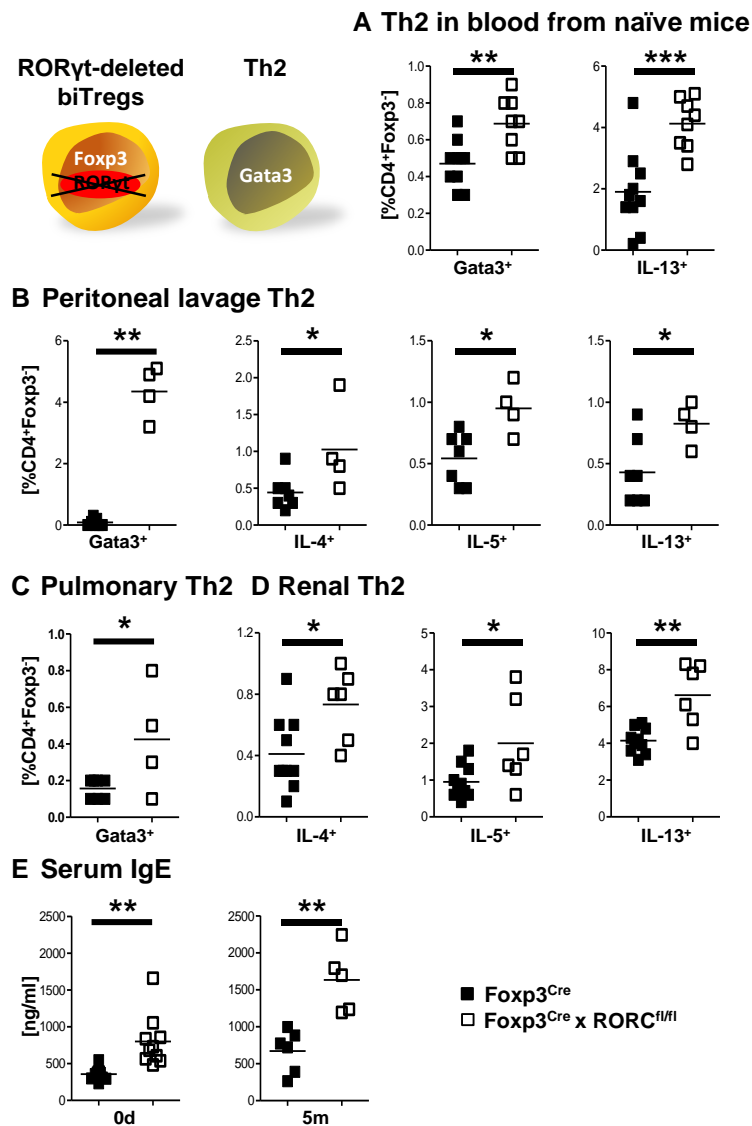 A Th2 in blood from naïve mice
RORγt-deleted
biTregs
Th2
Foxp3
RORγt
Gata3
[%CD4⁺Foxp3⁻]
**
1.0
0.8
0.6
0.4
0.2
0.0
Gata3⁺
***
6
4
2
0
IL-13⁺
B Peritoneal lavage Th2
[%CD4⁺Foxp3⁻]
**
6
4
2
0
Gata3⁺
*
2.5
2.0
1.5
1.0
0.5
0.0
IL-4⁺
*
1.5
1.0
0.5
0.0
IL-5⁺
*
1.5
1.0
0.5
0.0
IL-13⁺
C Pulmonary Th2
[%CD4⁺Foxp3⁻]
*
1.0
0.8
0.6
0.4
0.2
0.0
Gata3⁺
D Renal Th2
*
1.2
0.8
0.4
0.0
IL-4⁺
*
5
4
3
2
1
0
IL-5⁺
**
10
8
6
4
2
0
IL-13⁺
E Serum IgE
[ng/ml]
**
2500
2000
1500
1000
500
0
0d
**
2500
2000
1500
1000
500
0
5m
Foxp3ᶜʳᵉ
Foxp3ᶜʳᵉ x RORCᶠˡ/ᶠˡ